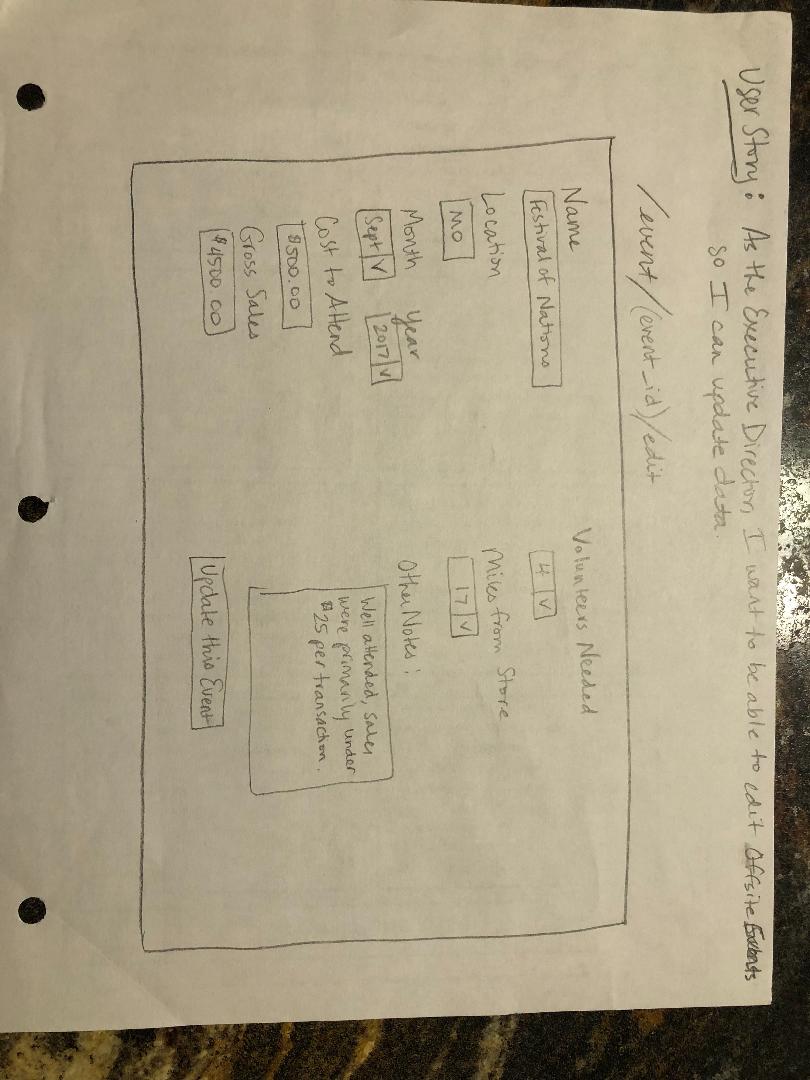 User Story: As the Executive Director, I want to be able to edit Offsite Events
so I can update data.
/event/(event_id)/edit
Name
Festival of Nations
Location
MO
Month Year
Sept V 2017 V
Cost to Attend
$500.00
Gross Sales
$4500.00
Volunteers Needed
4 V
Miles from Store
17 V
Other Notes:
Well attended, sales
were primarily under
$25 per transaction.
Update this Event